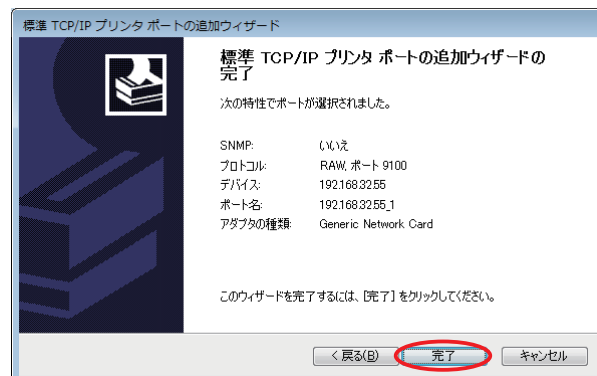 標準 TCP/IP プリンタ ポートの追加ウィザード
標準 TCP/IP プリンタ ポートの追加ウィザードの
完了
次の特性でポートが選択されました。
SNMP: いいえ
プロトコル: RAW, ポート 9100
デバイス: 192.168.32.55
ポート名: 192.168.32.55_1
アダプタの種類: Generic Network Card
このウィザードを完了するには、[完了] をクリックしてください。
< 戻る(B) 完了 キャンセル